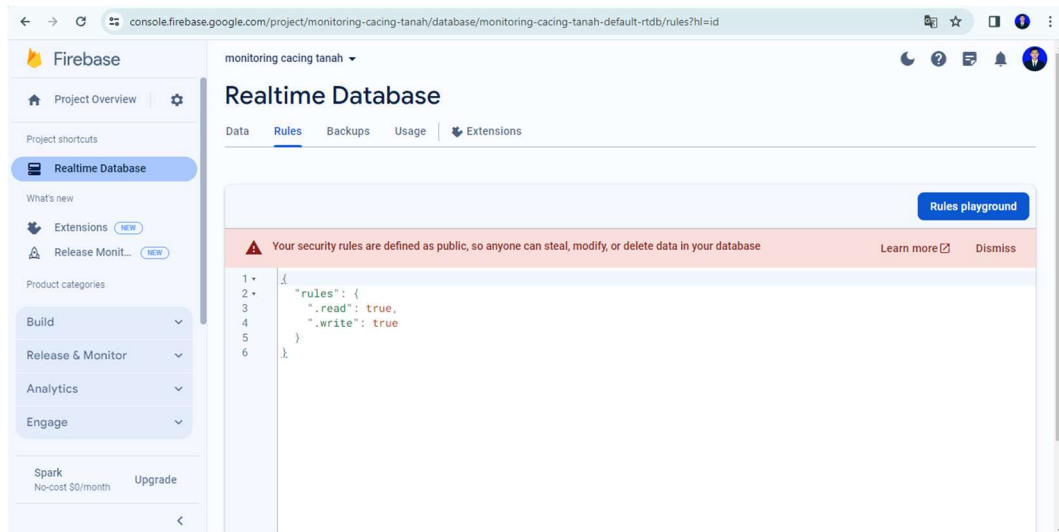 console.firebase.google.com/project/monitoring-cacing-tanah/database/monitoring-cacing-tanah-default-rtdb/rules?hl=id
Firebase
Project Overview
Project shortcuts
Realtime Database
What's new
Extensions NEW
Release Monit... NEW
Product categories
Build
Release & Monitor
Analytics
Engage
Spark
No-cost $0/month
Upgrade
monitoring cacing tanah
Realtime Database
Data Rules Backups Usage Extensions
Rules playground
Your security rules are defined as public, so anyone can steal, modify, or delete data in your database Learn more Dismiss
1 {
2 "rules": {
3 ".read": true,
4 ".write": true
5 }
6 }